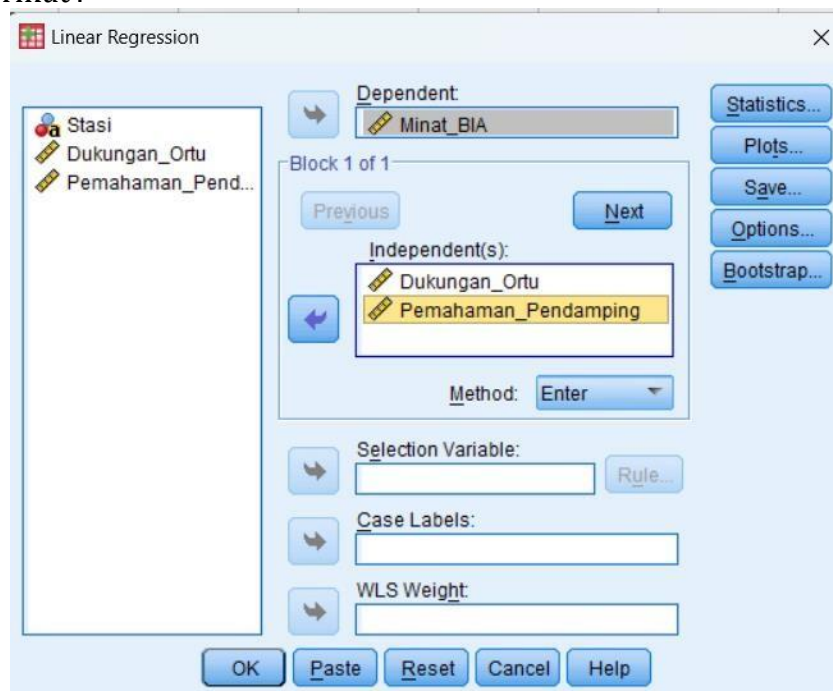 Linear Regression
Stasi
Dukungan_Ortu
Pemahaman_Pend...
Dependent:
Minat_BIA
Block 1 of 1
Previous
Next
Independent(s):
Dukungan_Ortu
Pemahaman_Pendamping
Method:
Enter
Selection Variable:
Rule...
Case Labels:
WLS Weight:
Statistics...
Plots...
Save...
Options...
Bootstrap...
OK
Paste
Reset
Cancel
Help